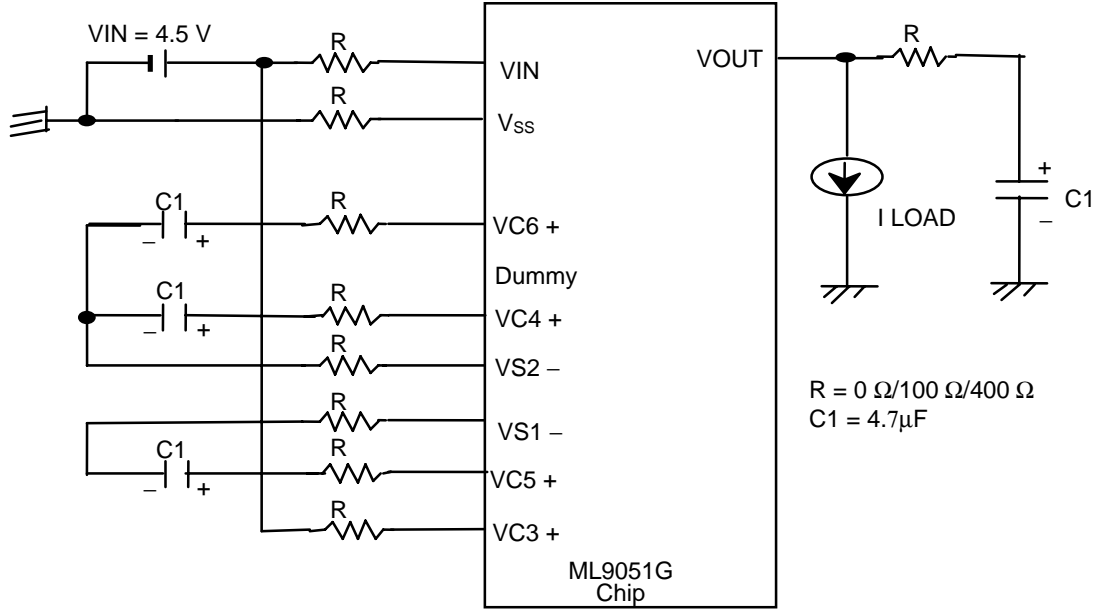 VIN = 4.5 V
R
VIN
R
VSS
C1
− +
R
VC6 +
Dummy
C1
− +
R
VC4 +
R
VS2 −
R
VS1 −
C1
− +
R
VC5 +
R
VC3 +
ML9051G
Chip
VOUT
R
I LOAD
+
C1
−
R = 0 Ω/100 Ω/400 Ω
C1 = 4.7µF